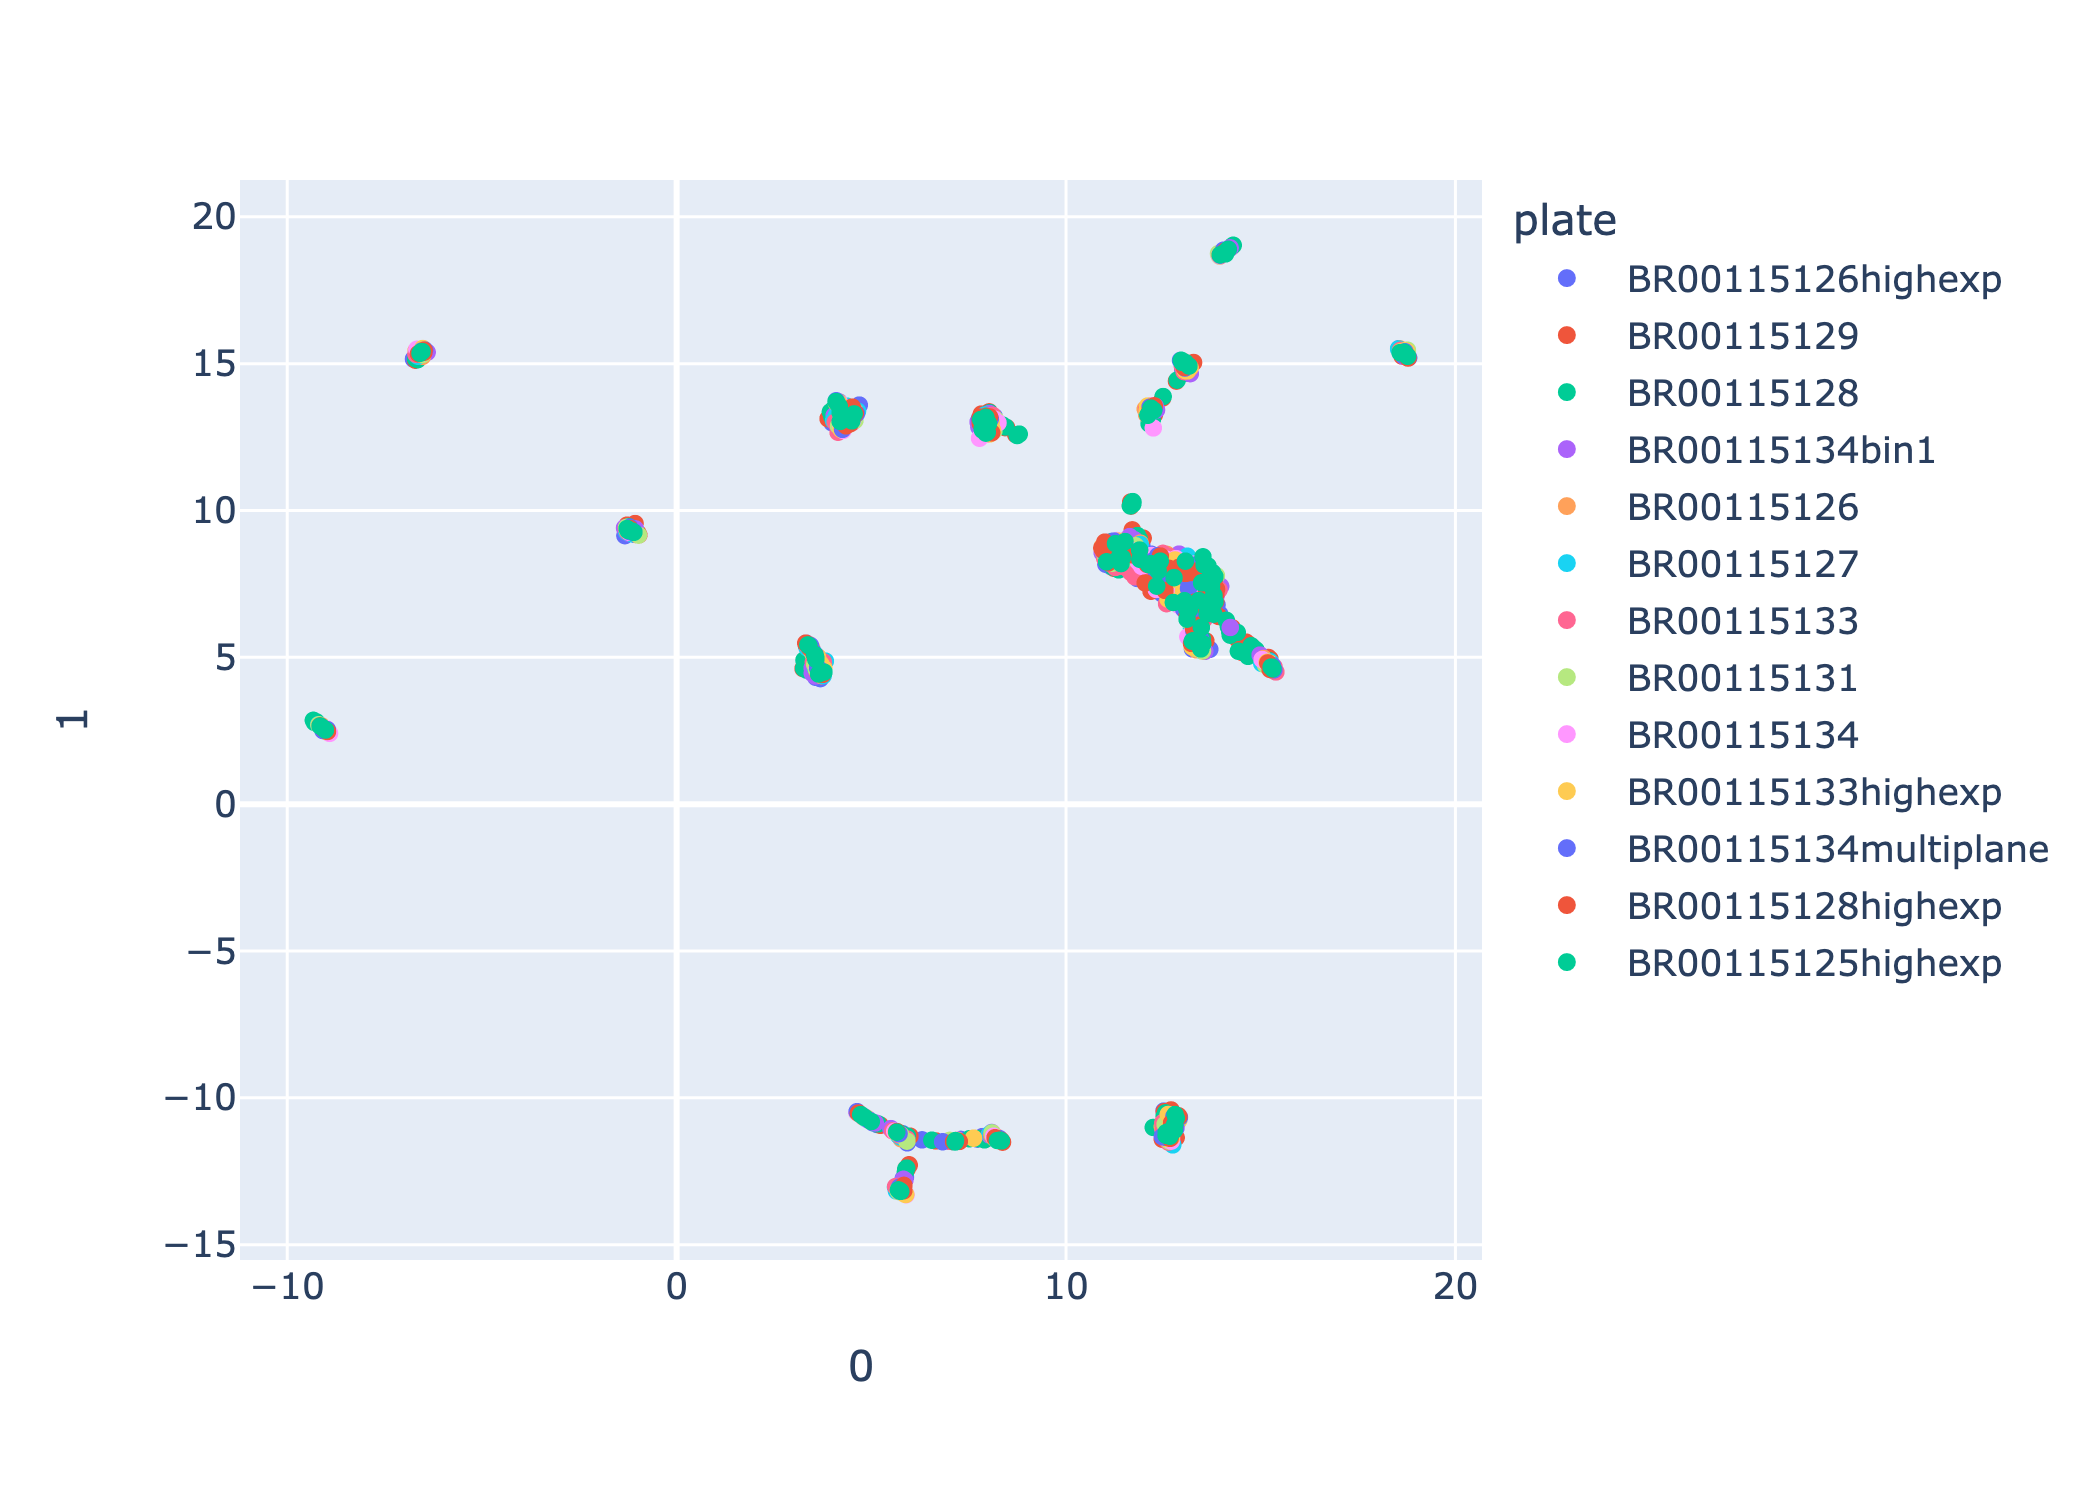 plate
BR00115126highexp
BR00115129
BR00115128
BR00115134bin1
BR00115126
BR00115127
BR00115133
BR00115131
BR00115134
BR00115133highexp
BR00115134multiplane
BR00115128highexp
BR00115125highexp
20
15
10
5
0
−5
−10
−15
1
−10 0 10 20
0